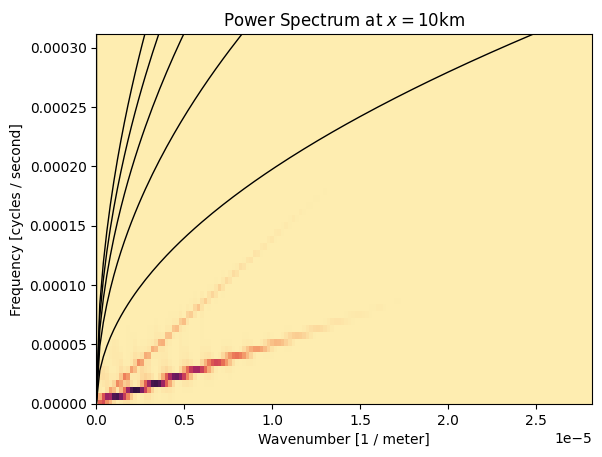 Power Spectrum at x = 10km
Frequency [cycles / second]
0.00030
0.00025
0.00020
0.00015
0.00010
0.00005
0.00000
0.0 0.5 1.0 1.5 2.0 2.5
1e−5
Wavenumber [1 / meter]